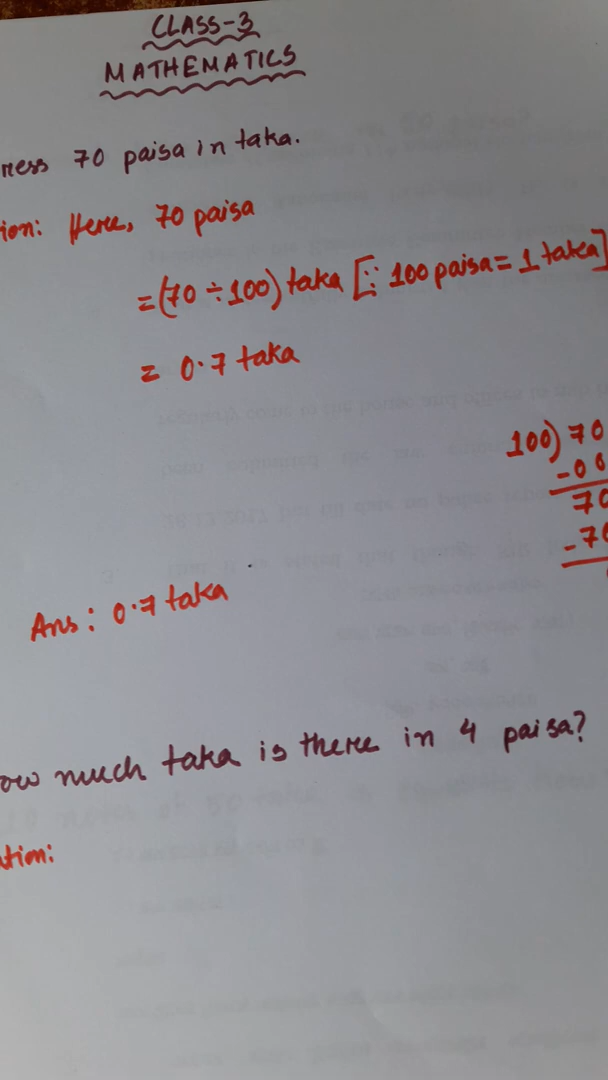 CLASS-3
MATHEMATICS
ress 70 paisa in taka.
ion: Here, 70 paisa
=(70 ÷ 100) taka [∵ 100 paisa = 1 taka]
= 0.7 taka
100) 70
-00
70
-70
Ans: 0.7 taka
ow much taka is there in 4 paisa?
tion: